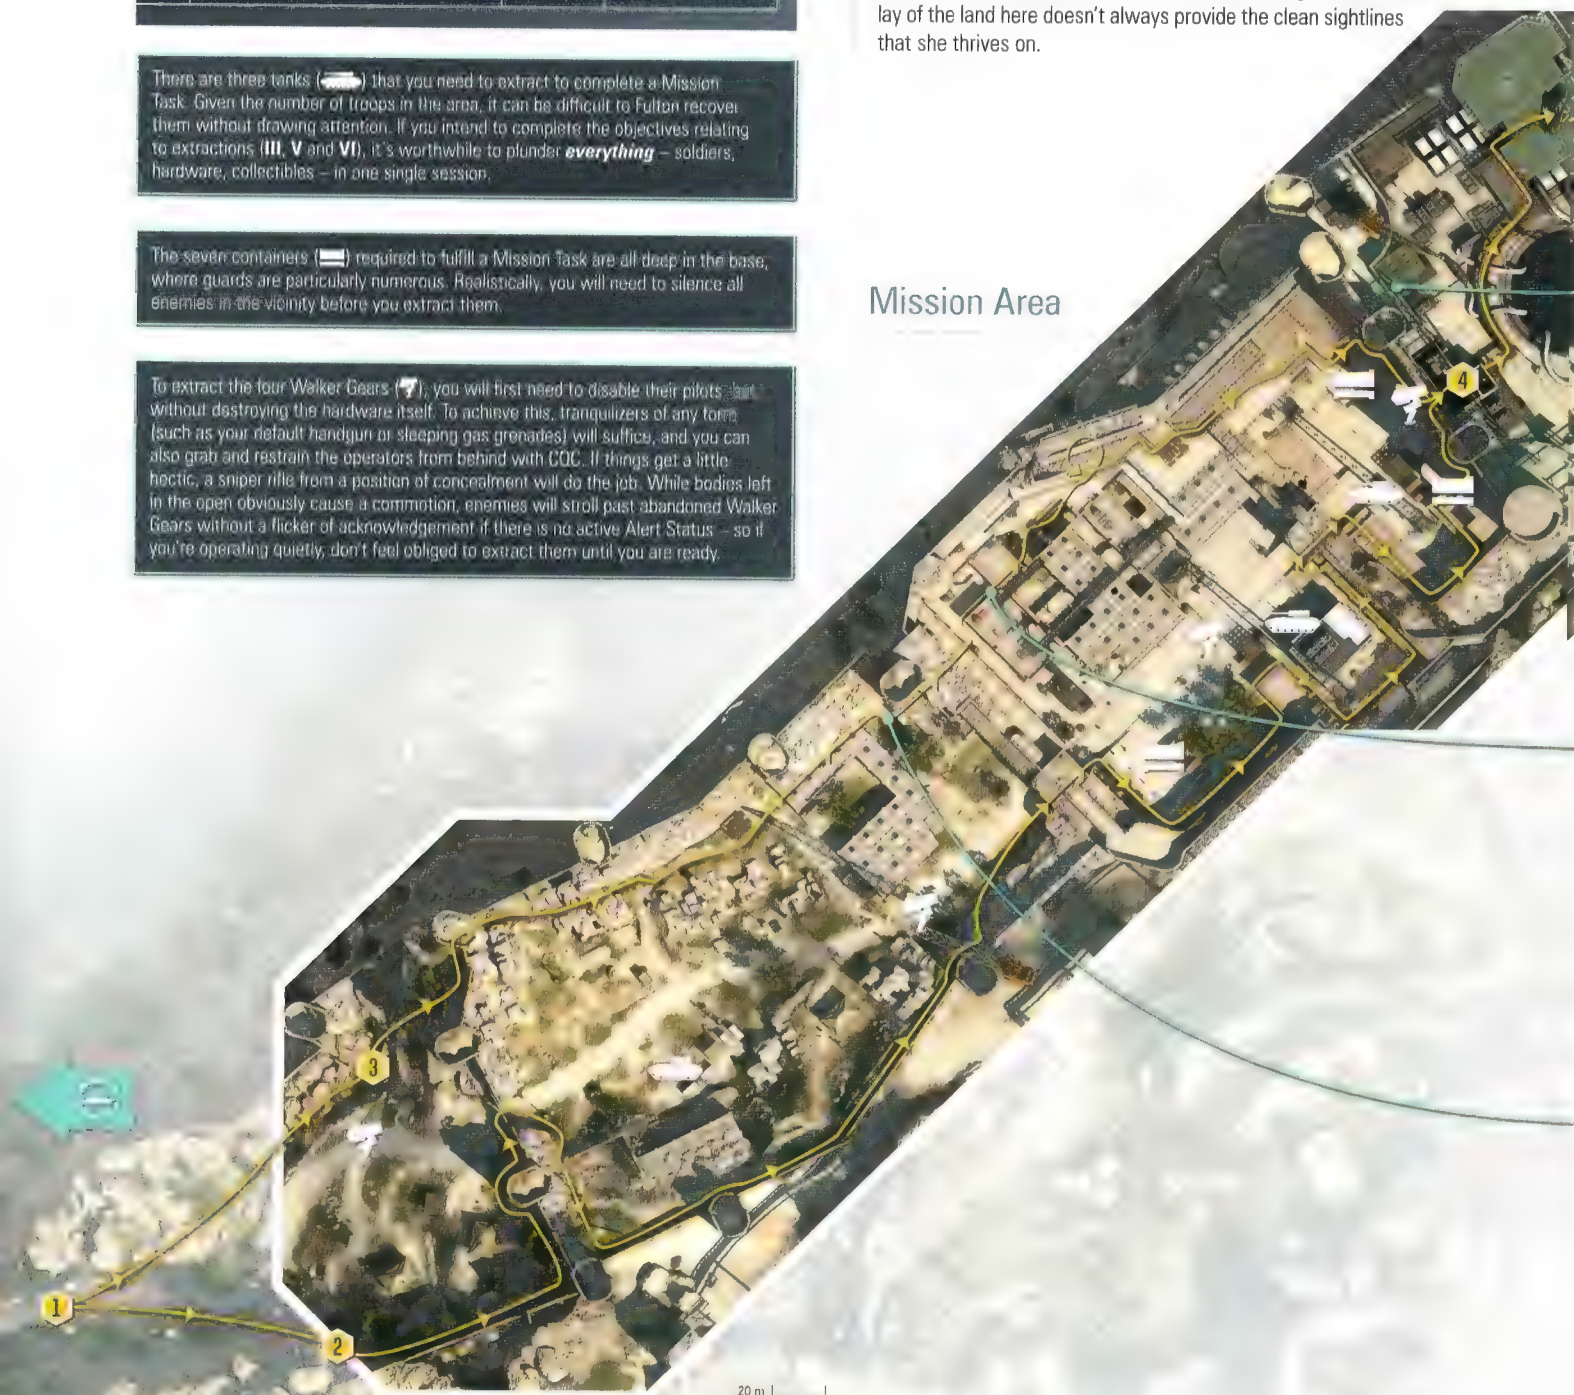 lay of the land here doesn't always provide the clean sightlines
that she thrives on.
There are three tanks ( ) that you need to extract to complete a Mission
Task. Given the number of troops in the area, it can be difficult to Fulton recover
them without drawing attention. If you intend to complete the objectives relating
to extractions (III, V and VI), it's worthwhile to plunder everything – soldiers,
hardware, collectibles – in one single session.
The seven containers ( ) required to fulfill a Mission Task are all deep in the base,
where guards are particularly numerous. Realistically, you will need to silence all
enemies in the vicinity before you extract them.
Mission Area
To extract the four Walker Gears ( ), you will first need to disable their pilots but
without destroying the hardware itself. To achieve this, tranquilizers of any form
(such as your default handgun or sleeping gas grenades) will suffice, and you can
also grab and restrain the operators from behind with CQC. If things get a little
hectic, a sniper rifle from a position of concealment will do the job. While bodies left
in the open obviously cause a commotion, enemies will stroll past abandoned Walker
Gears without a flicker of acknowledgement if there is no active Alert Status – so if
you're operating quietly, don't feel obliged to extract them until you are ready.
4
3
1
2
20 m